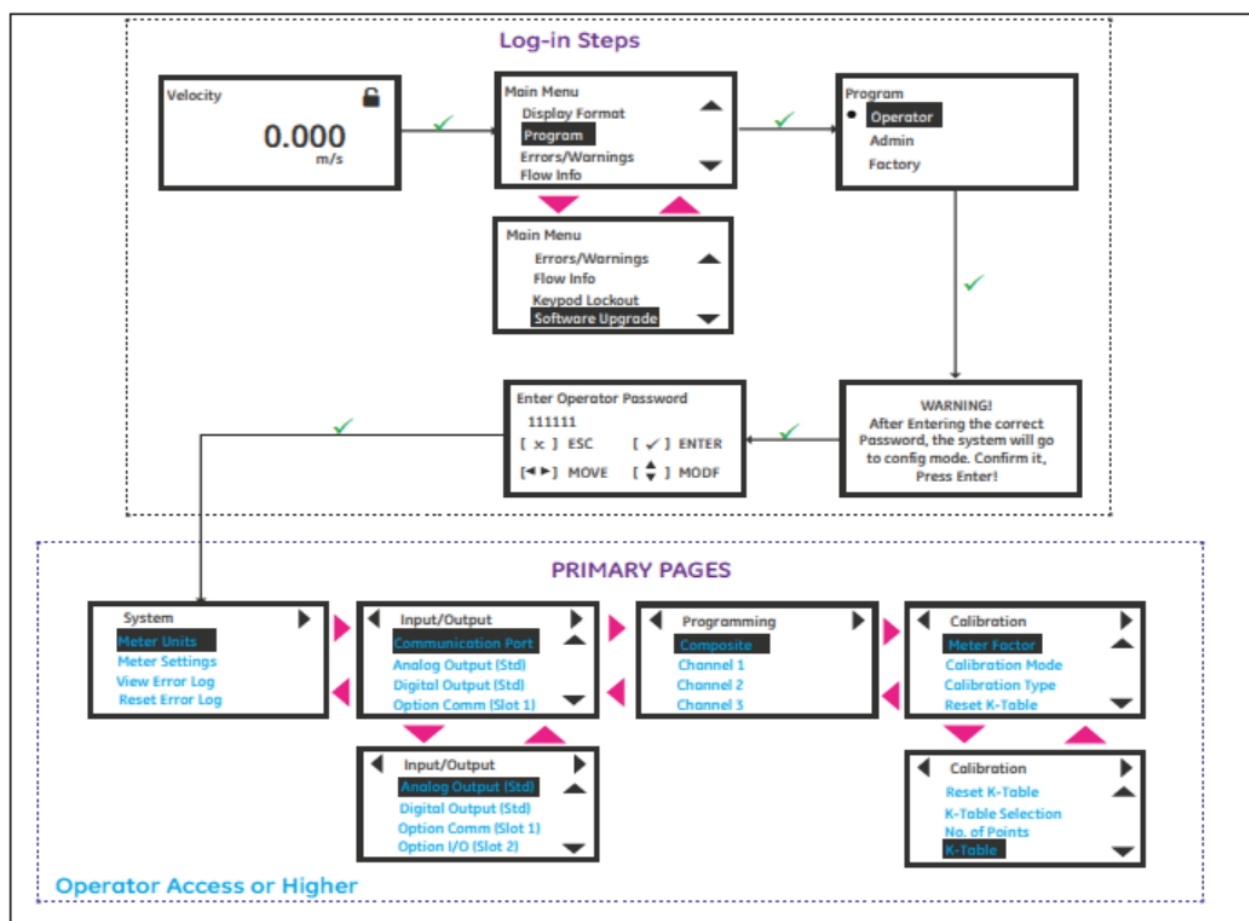 Log-in Steps
Velocity
0.000
m/s
Main Menu
Display Format
Program
Errors/Warnings
Flow Info
Program
Operator
Admin
Factory
Main Menu
Errors/Warnings
Flow Info
Keypod Lockout
Software Upgrade
Enter Operator Password
111111
[ x ] ESC [ ✓ ] ENTER
[◄ ►] MOVE [ ▲▼ ] MODF
WARNING!
After Entering the correct
Password, the system will go
to config mode. Confirm it,
Press Enter!
PRIMARY PAGES
System
Meter Units
Meter Settings
View Error Log
Reset Error Log
Input/Output
Communication Port
Analog Output (Std)
Digital Output (Std)
Option Comm (Slot 1)
Programming
Composite
Channel 1
Channel 2
Channel 3
Calibration
Meter Factor
Calibration Mode
Calibration Type
Reset K-Table
Input/Output
Analog Output (Std)
Digital Output (Std)
Option Comm (Slot 1)
Option I/O (Slot 2)
Calibration
Reset K-Table
K-Table Selection
No. of Points
K-Table
Operator Access or Higher